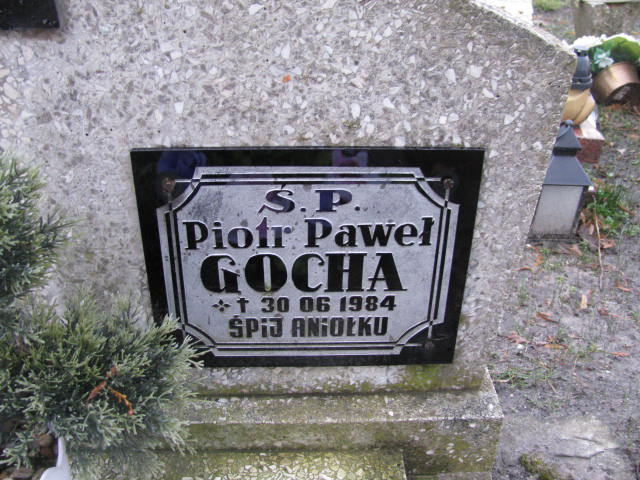 Ś.P.
Piotr Paweł
GOCHA
* † 30 06 1984
ŚPIJ ANIOŁKU